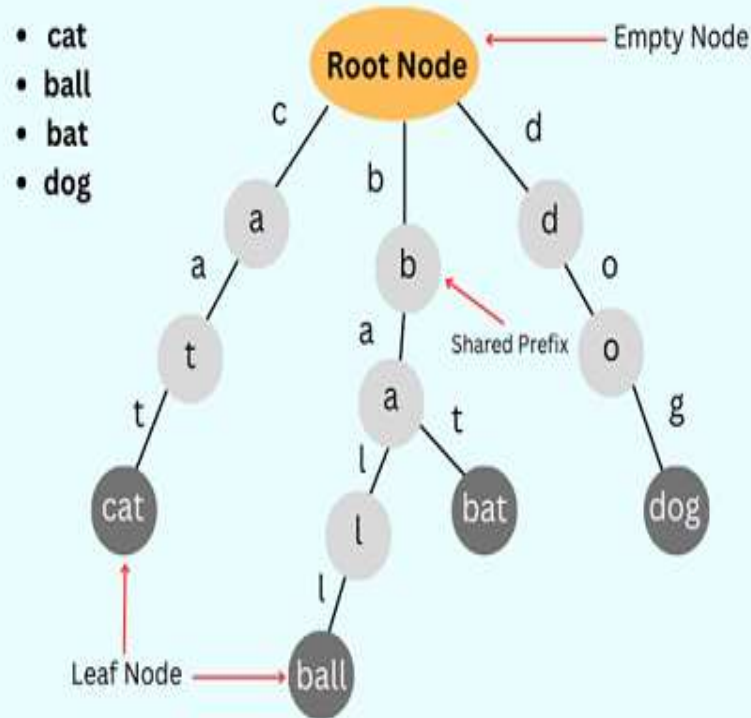 • cat
• ball
• bat
• dog
Root Node
Empty Node
c
b
d
a
b
d
a
a
o
Shared Prefix
t
o
a
t
t
g
l
cat
bat
dog
l
l
Leaf Node
ball